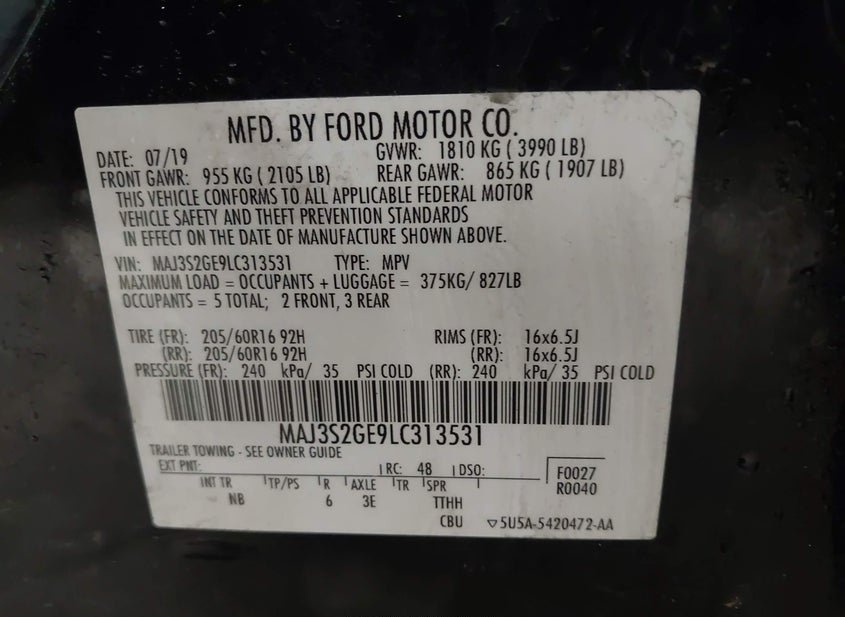 MFD. BY FORD MOTOR CO.
DATE: 07/19 GVWR: 1810 KG ( 3990 LB)
FRONT GAWR: 955 KG ( 2105 LB) REAR GAWR: 865 KG ( 1907 LB)
THIS VEHICLE CONFORMS TO ALL APPLICABLE FEDERAL MOTOR
VEHICLE SAFETY AND THEFT PREVENTION STANDARDS
IN EFFECT ON THE DATE OF MANUFACTURE SHOWN ABOVE.
VIN: MAJ3S2GE9LC313531 TYPE: MPV
MAXIMUM LOAD = OCCUPANTS + LUGGAGE = 375KG/ 827LB
OCCUPANTS = 5 TOTAL; 2 FRONT, 3 REAR
TIRE (FR): 205/60R16 92H RIMS (FR): 16x6.5J
(RR): 205/60R16 92H (RR): 16x6.5J
PRESSURE (FR): 240 kPa/ 35 PSI COLD (RR): 240 kPa/ 35 PSI COLD
MAJ3S2GE9LC313531
TRAILER TOWING - SEE OWNER GUIDE
EXT PNT: RC: 48 DSO: F0027
R0040
INT TR TP/PS R AXLE TR SPR
NB 6 3E TTHH
CBU ▽5U5A-5420472-AA